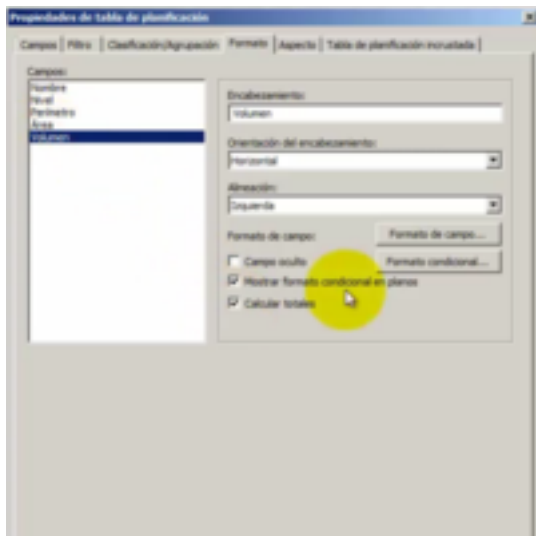 Propiedades de tabla de planificación
Campos Filtro Clasificación/Agrupación Formato Aspecto Tabla de planificación incrustada
Campos:
Nombre
Nivel
Perímetro
Área
Volumen
Encabezamiento:
Volumen
Orientación del encabezamiento:
Horizontal
Alineación:
Izquierda
Formato de campo: Formato de campo...
Campo oculto Formato condicional...
Mostrar formato condicional en planos
Calcular totales